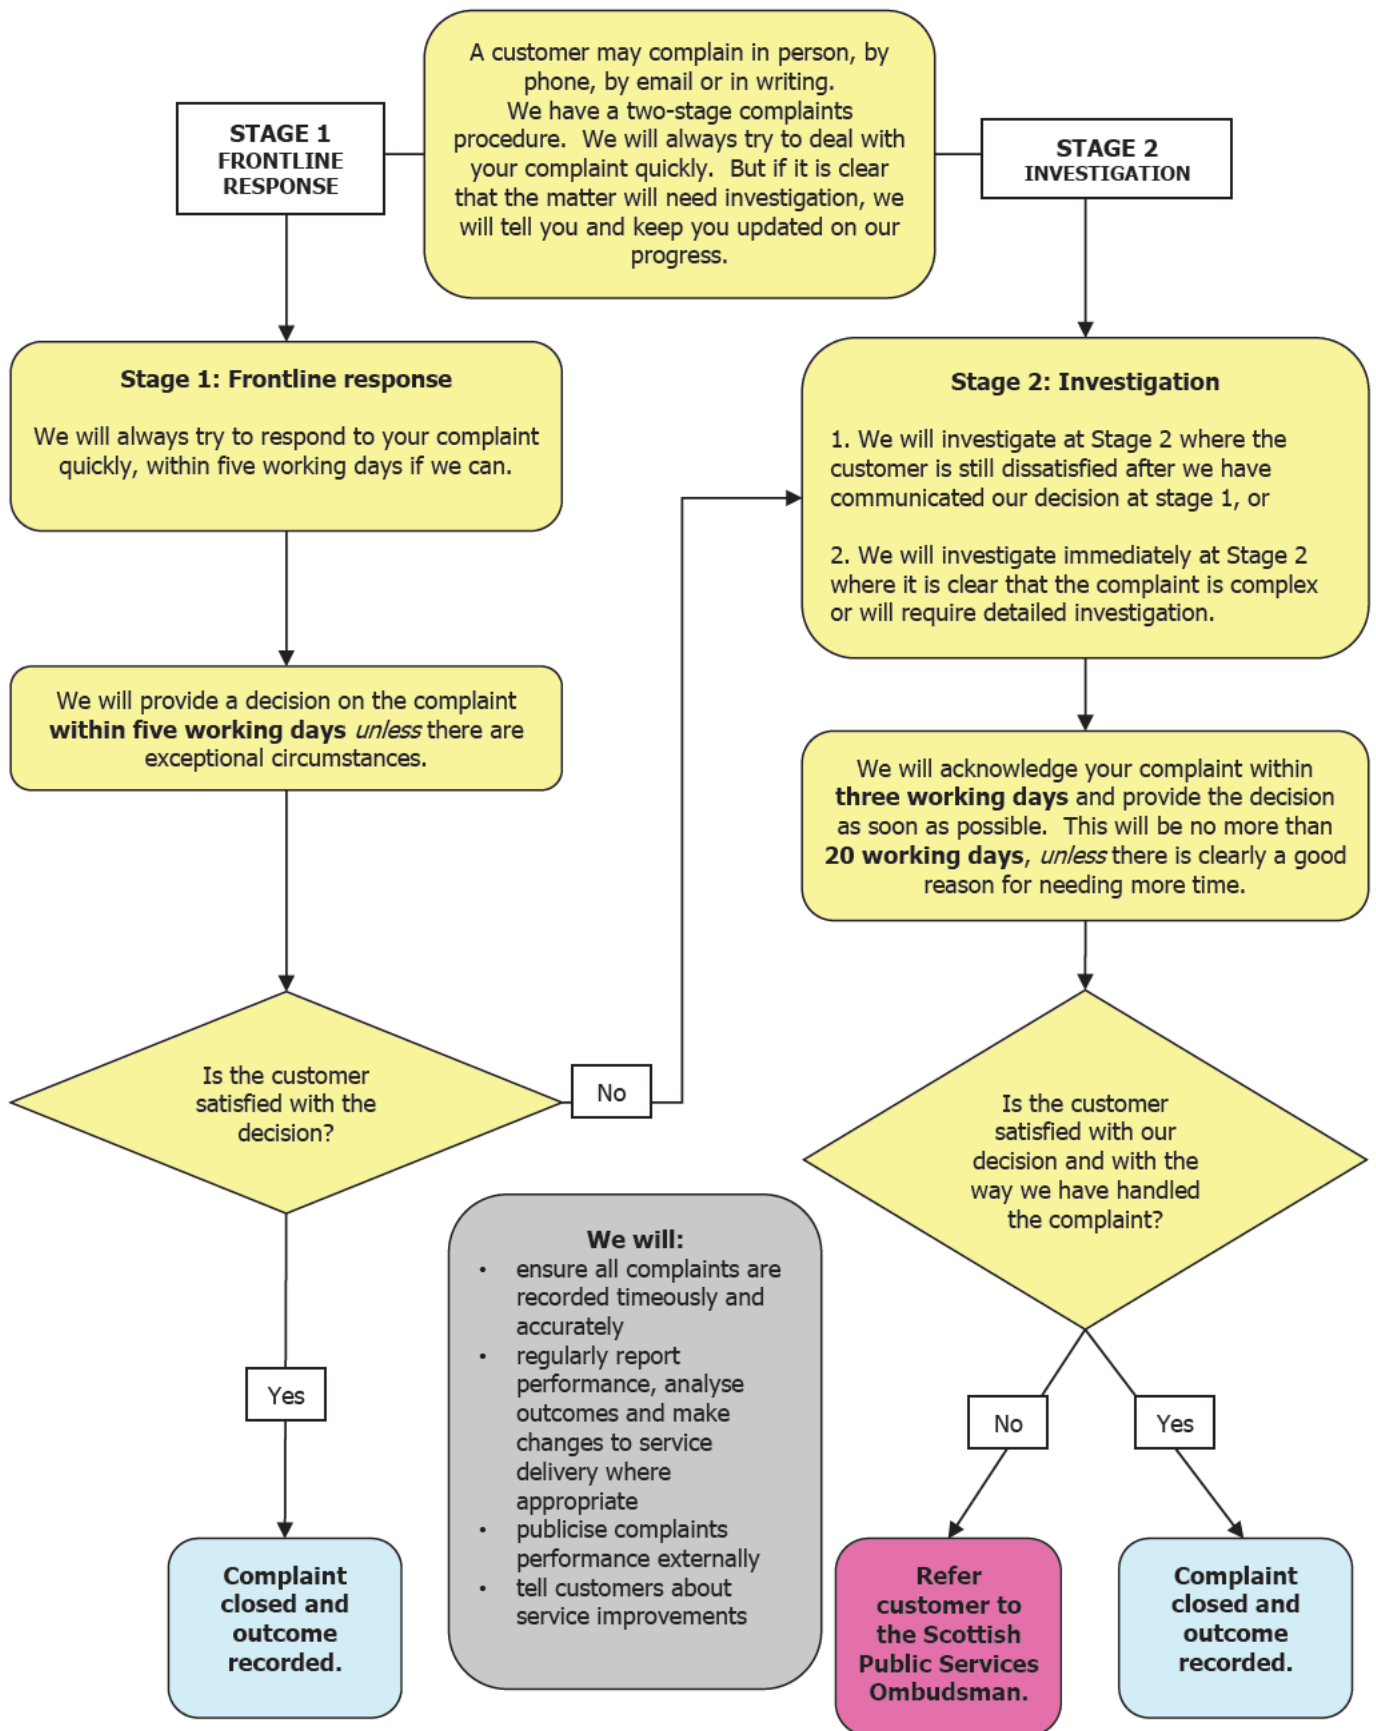 A customer may complain in person, by
phone, by email or in writing.
We have a two-stage complaints
procedure. We will always try to deal with
your complaint quickly. But if it is clear
that the matter will need investigation, we
will tell you and keep you updated on our
progress.
STAGE 1
FRONTLINE
RESPONSE
STAGE 2
INVESTIGATION
Stage 1: Frontline response
We will always try to respond to your complaint
quickly, within five working days if we can.
We will provide a decision on the complaint
within five working days unless there are
exceptional circumstances.
Is the customer
satisfied with the
decision?
No
Yes
Complaint
closed and
outcome
recorded.
Stage 2: Investigation
1. We will investigate at Stage 2 where the
customer is still dissatisfied after we have
communicated our decision at stage 1, or
2. We will investigate immediately at Stage 2
where it is clear that the complaint is complex
or will require detailed investigation.
We will acknowledge your complaint within
three working days and provide the decision
as soon as possible. This will be no more than
20 working days, unless there is clearly a good
reason for needing more time.
Is the customer
satisfied with our
decision and with the
way we have handled
the complaint?
No
Yes
Refer
customer to
the Scottish
Public Services
Ombudsman.
Complaint
closed and
outcome
recorded.
We will:
• ensure all complaints are
recorded timeously and
accurately
• regularly report
performance, analyse
outcomes and make
changes to service
delivery where
appropriate
• publicise complaints
performance externally
• tell customers about
service improvements